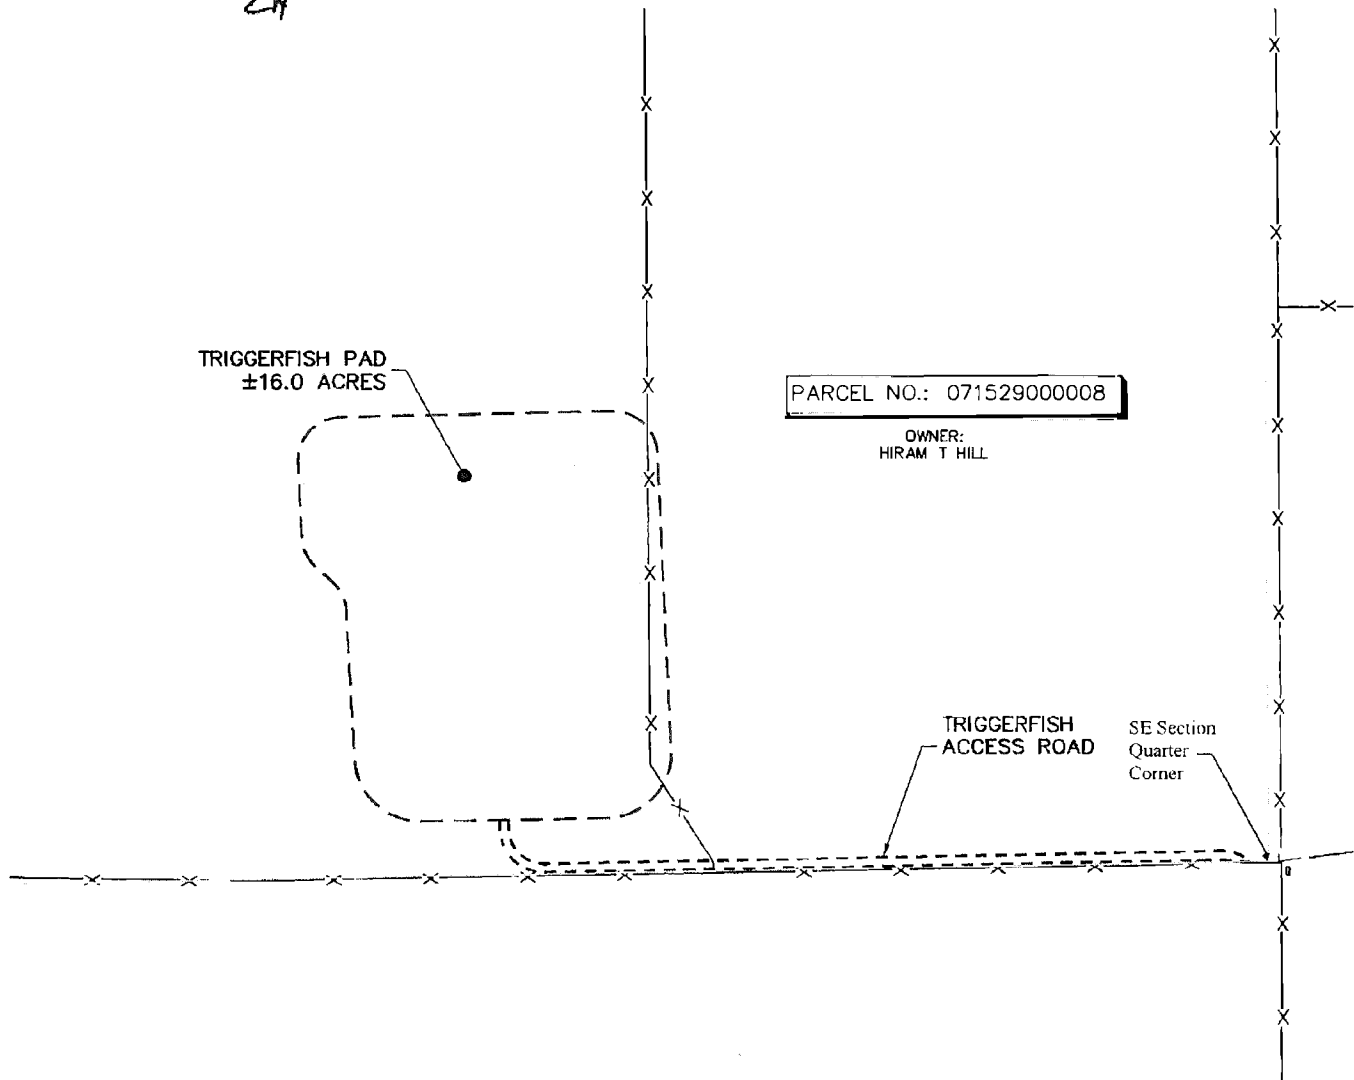 TRIGGERFISH PAD
±16.0 ACRES
PARCEL NO.: 071529000008
OWNER:
HIRAM T HILL
TRIGGERFISH
ACCESS ROAD
SE Section
Quarter
Corner